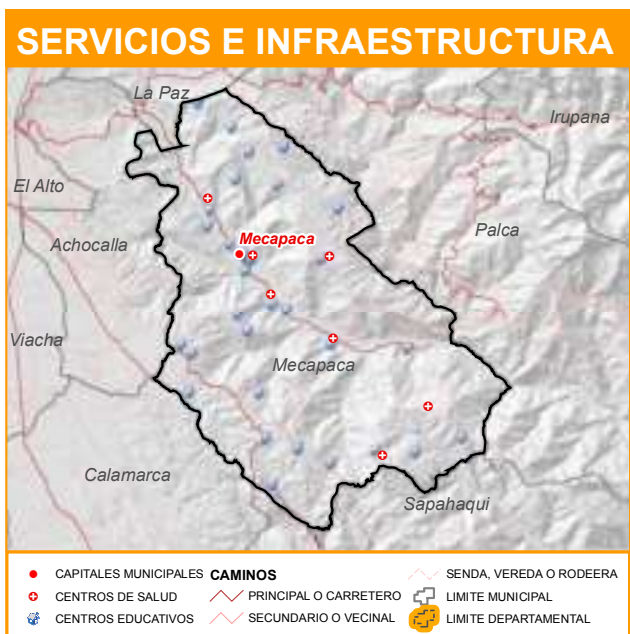 SERVICIOS E INFRAESTRUCTURA
La Paz
Irupana
El Alto
Palca
Mecapaca
Achocalla
Viacha
Mecapaca
Calamarca
Sapahaqui
CAPITALES MUNICIPALES
CENTROS DE SALUD
CENTROS EDUCATIVOS
CAMINOS
PRINCIPAL O CARRETERO
SECUNDARIO O VECINAL
SENDA, VEREDA O RODEERA
LIMITE MUNICIPAL
LIMITE DEPARTAMENTAL